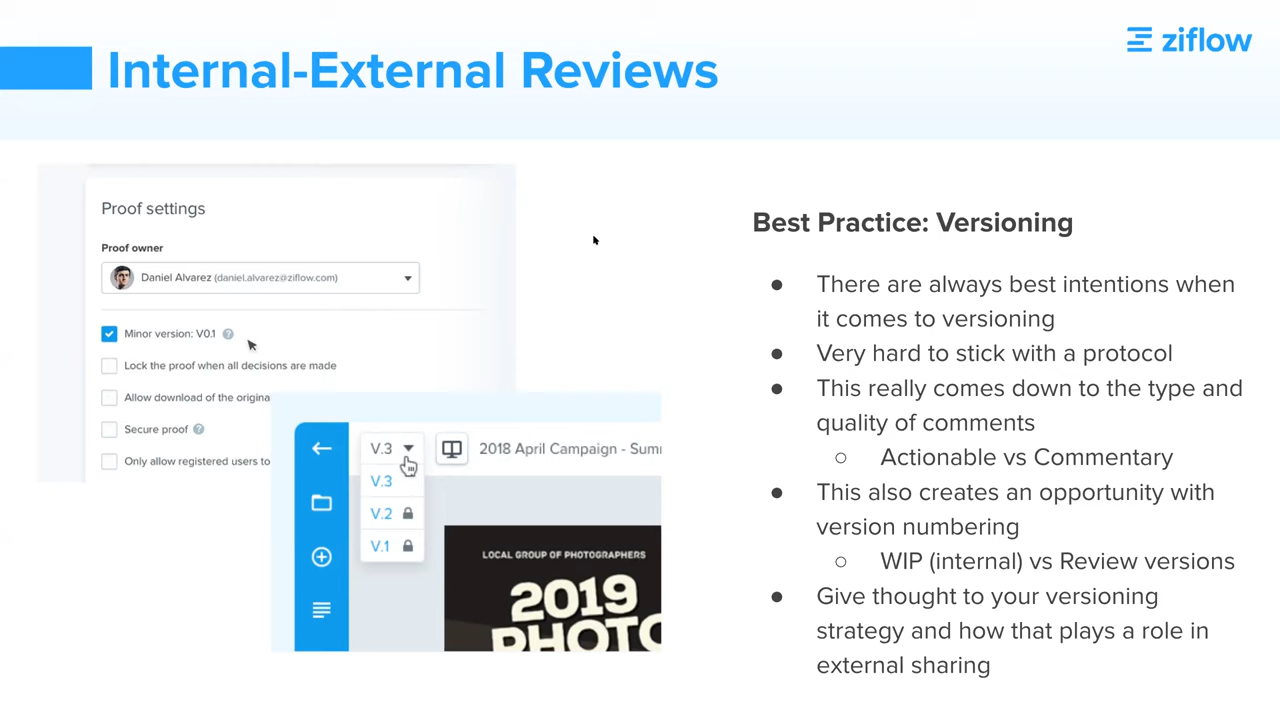 Internal-External Reviews
ziflow
Proof settings
Proof owner
Daniel Alvarez (daniel.alvarez@ziflow.com)
Minor version: V0.1 ?
Lock the proof when all decisions are made
Allow download of the origina
Secure proof ?
Only allow registered users to
V.3
2018 April Campaign - Sum
V.3
V.2
V.1
LOCAL GROUP OF PHOTOGRAPHERS
2019
PHOTO
Best Practice: Versioning
● There are always best intentions when
it comes to versioning
● Very hard to stick with a protocol
● This really comes down to the type and
quality of comments
○ Actionable vs Commentary
● This also creates an opportunity with
version numbering
○ WIP (internal) vs Review versions
● Give thought to your versioning
strategy and how that plays a role in
external sharing